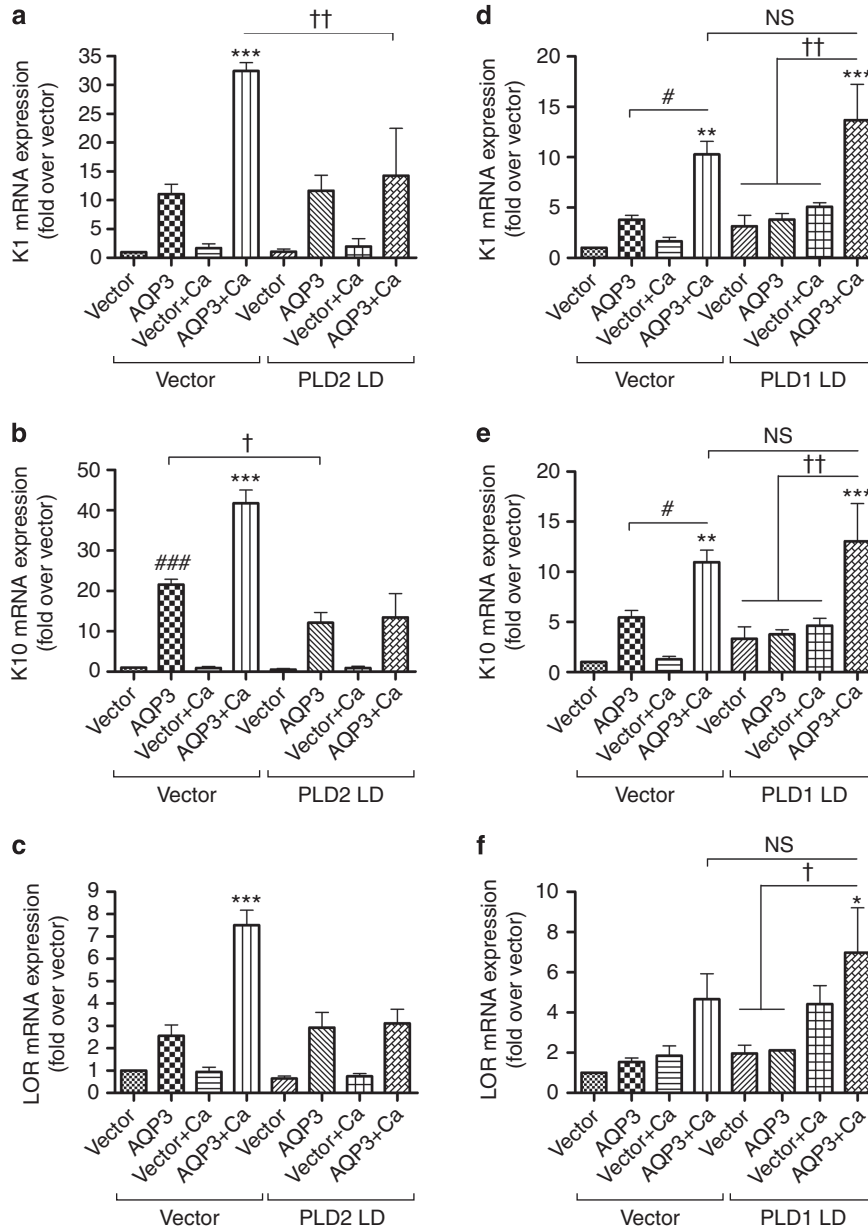 a
††
K1 mRNA expression
(fold over vector)
35
30
25
20
15
10
5
0
***
Vector
AQP3
Vector+Ca
AQP3+Ca
Vector
AQP3
Vector+Ca
AQP3+Ca
Vector
PLD2 LD
b
†
K10 mRNA expression
(fold over vector)
50
40
30
20
10
0
###
***
Vector
AQP3
Vector+Ca
AQP3+Ca
Vector
AQP3
Vector+Ca
AQP3+Ca
Vector
PLD2 LD
c
LOR mRNA expression
(fold over vector)
9
8
7
6
5
4
3
2
1
0
***
Vector
AQP3
Vector+Ca
AQP3+Ca
Vector
AQP3
Vector+Ca
AQP3+Ca
Vector
PLD2 LD
d
NS
††
K1 mRNA expression
(fold over vector)
20
15
10
5
0
#
**
***
Vector
AQP3
Vector+Ca
AQP3+Ca
Vector
AQP3
Vector+Ca
AQP3+Ca
Vector
PLD1 LD
e
NS
††
K10 mRNA expression
(fold over vector)
20
15
10
5
0
#
**
***
Vector
AQP3
Vector+Ca
AQP3+Ca
Vector
AQP3
Vector+Ca
AQP3+Ca
Vector
PLD1 LD
f
NS
†
LOR mRNA expression
(fold over vector)
10
8
6
4
2
0
*
Vector
AQP3
Vector+Ca
AQP3+Ca
Vector
AQP3
Vector+Ca
AQP3+Ca
Vector
PLD1 LD